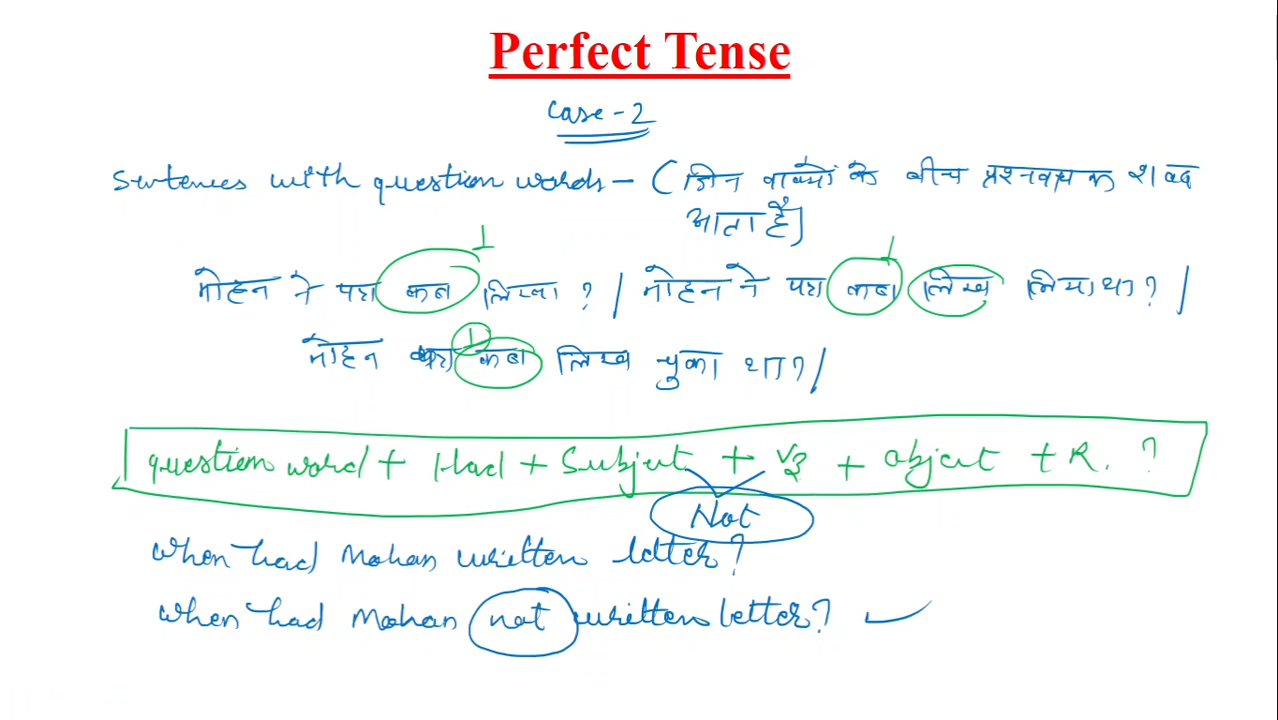 Perfect Tense
Case - 2
Sentences with question words - (जिन वाक्यों के बीच प्रश्नवाचक शब्द
आता है)
मोहन ने पत्र कब लिखा ? / मोहन ने पत्र कब लिख लिया था ? /
मोहन पत्र कब लिख चुका था ? /
question word + Had + Subject + V3 + object + R. ?
Not
When had Mohan written letter?
When had Mohan not written letter?